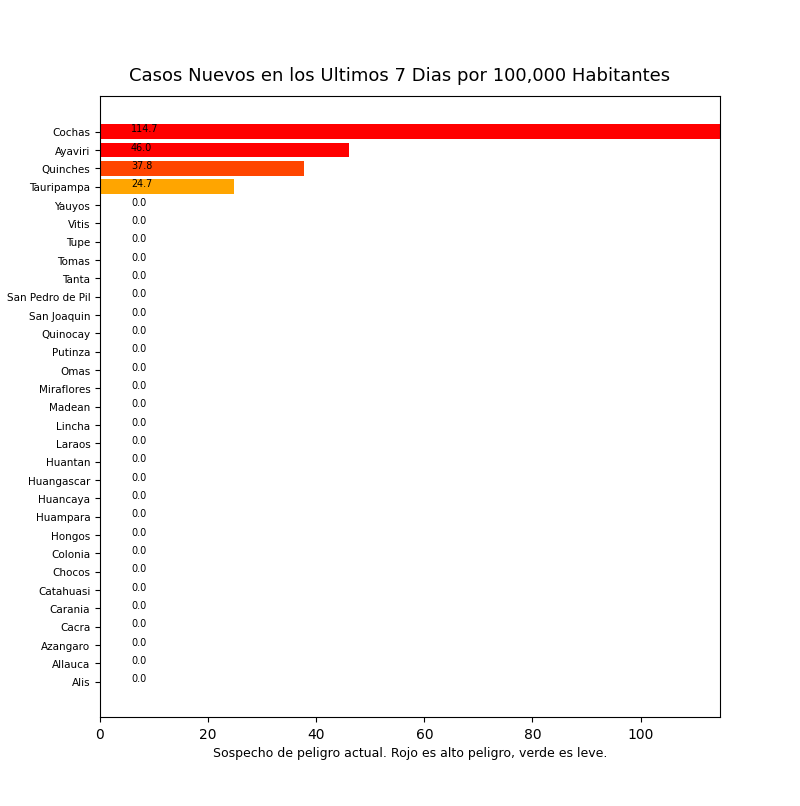 Casos Nuevos en los Ultimos 7 Dias por 100,000 Habitantes
Cochas 114.7
Ayaviri 46.0
Quinches 37.8
Tauripampa 24.7
Yauyos 0.0
Vitis 0.0
Tupe 0.0
Tomas 0.0
Tanta 0.0
San Pedro de Pil 0.0
San Joaquin 0.0
Quinocay 0.0
Putinza 0.0
Omas 0.0
Miraflores 0.0
Madean 0.0
Lincha 0.0
Laraos 0.0
Huantan 0.0
Huangascar 0.0
Huancaya 0.0
Huampara 0.0
Hongos 0.0
Colonia 0.0
Chocos 0.0
Catahuasi 0.0
Carania 0.0
Cacra 0.0
Azangaro 0.0
Allauca 0.0
Alis 0.0
0 20 40 60 80 100
Sospecho de peligro actual. Rojo es alto peligro, verde es leve.